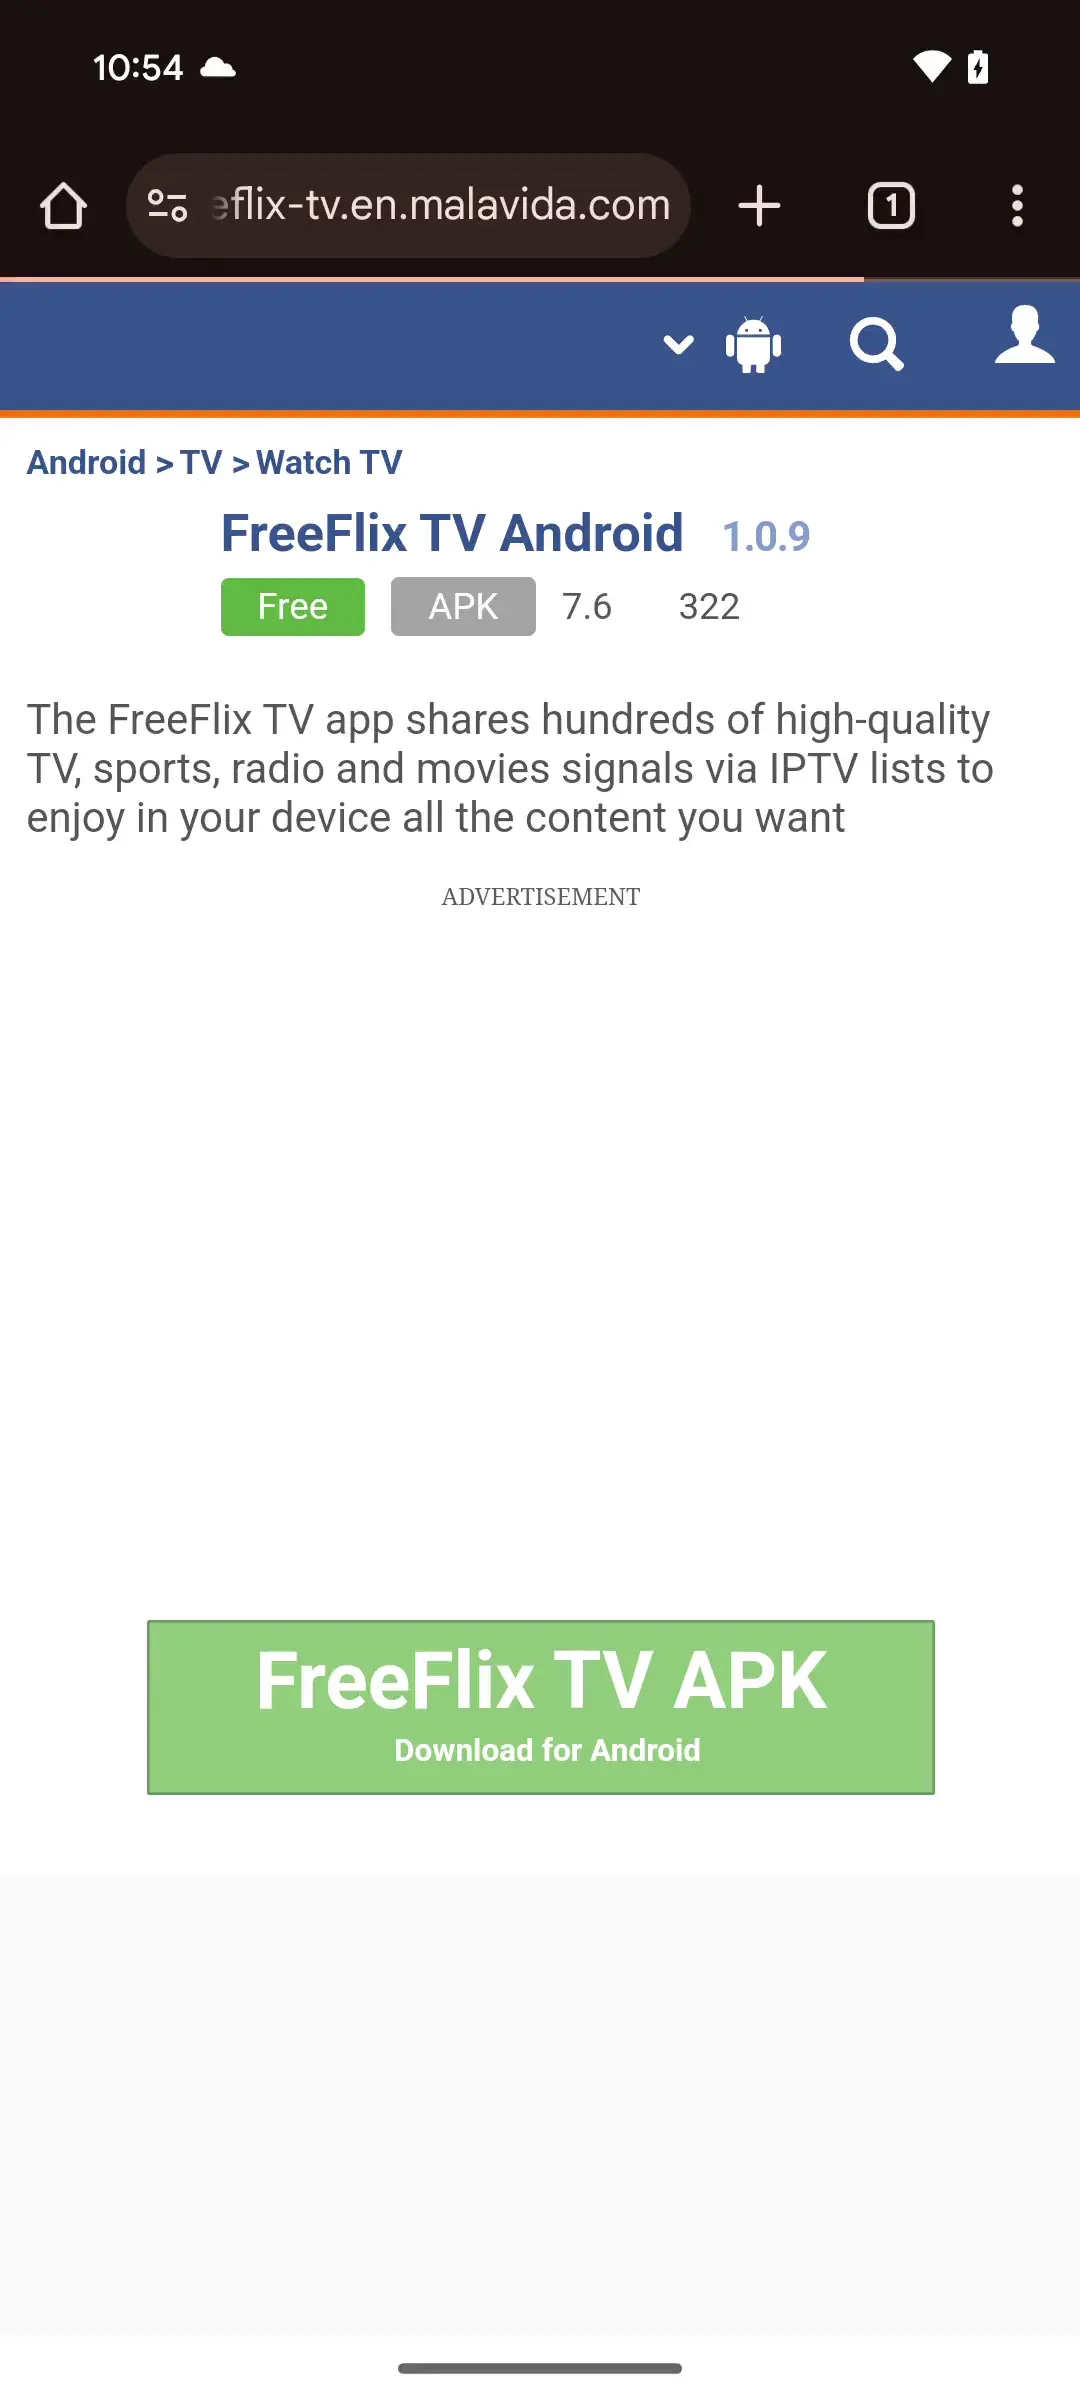 10:54
eflix-tv.en.malavida.com
1
Android > TV > Watch TV
FreeFlix TV Android 1.0.9
Free APK 7.6 322
The FreeFlix TV app shares hundreds of high-quality
TV, sports, radio and movies signals via IPTV lists to
enjoy in your device all the content you want
ADVERTISEMENT
FreeFlix TV APK
Download for Android